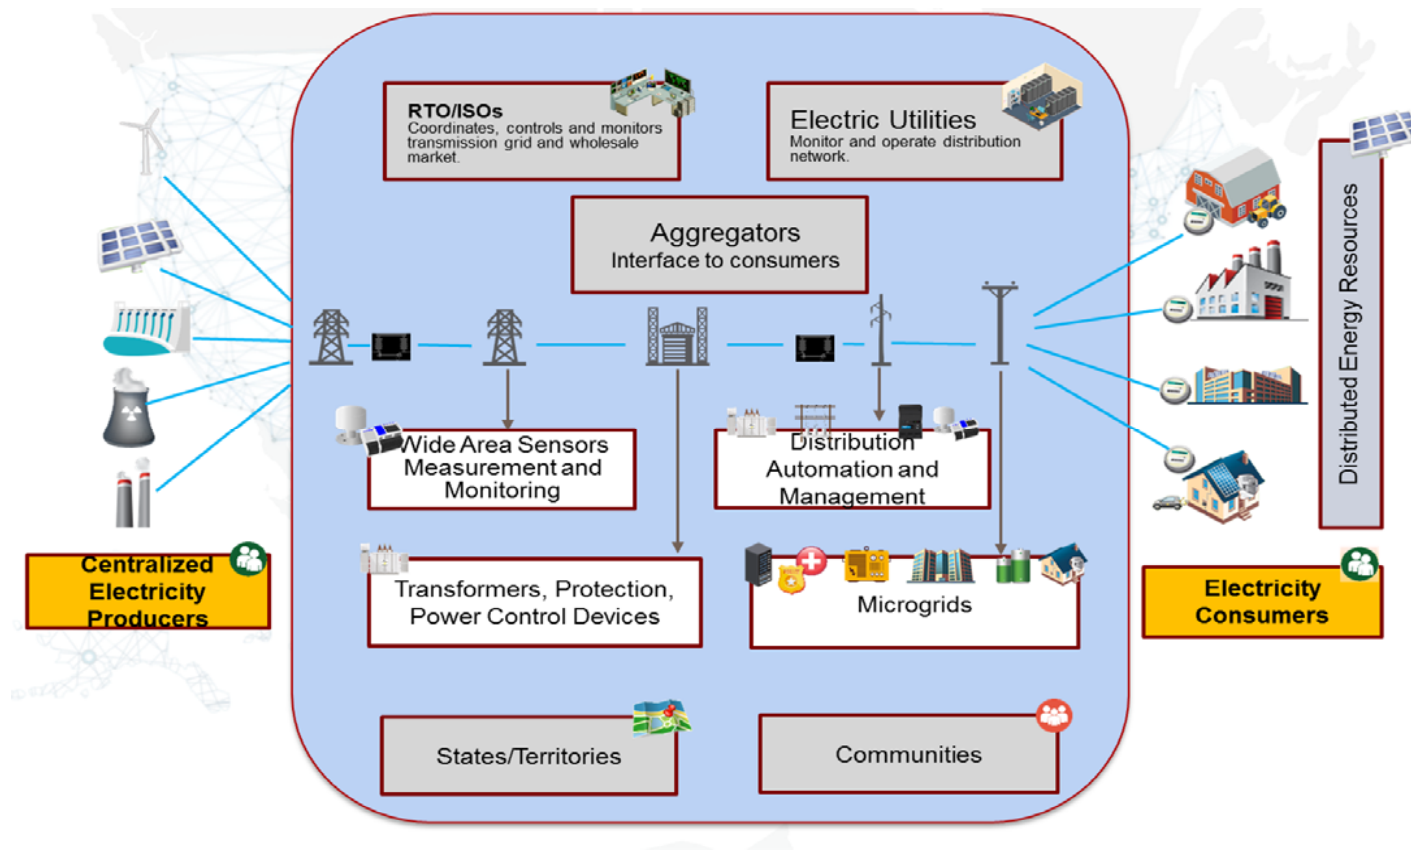 RTO/ISOs
Coordinates, controls and monitors
transmission grid and wholesale
market.
Electric Utilities
Monitor and operate distribution
network.
Aggregators
Interface to consumers
Distributed Energy Resources
Wide Area Sensors
Measurement and
Monitoring
Distribution
Automation and
Management
Centralized
Electricity
Producers
Transformers, Protection,
Power Control Devices
Microgrids
Electricity
Consumers
States/Territories
Communities